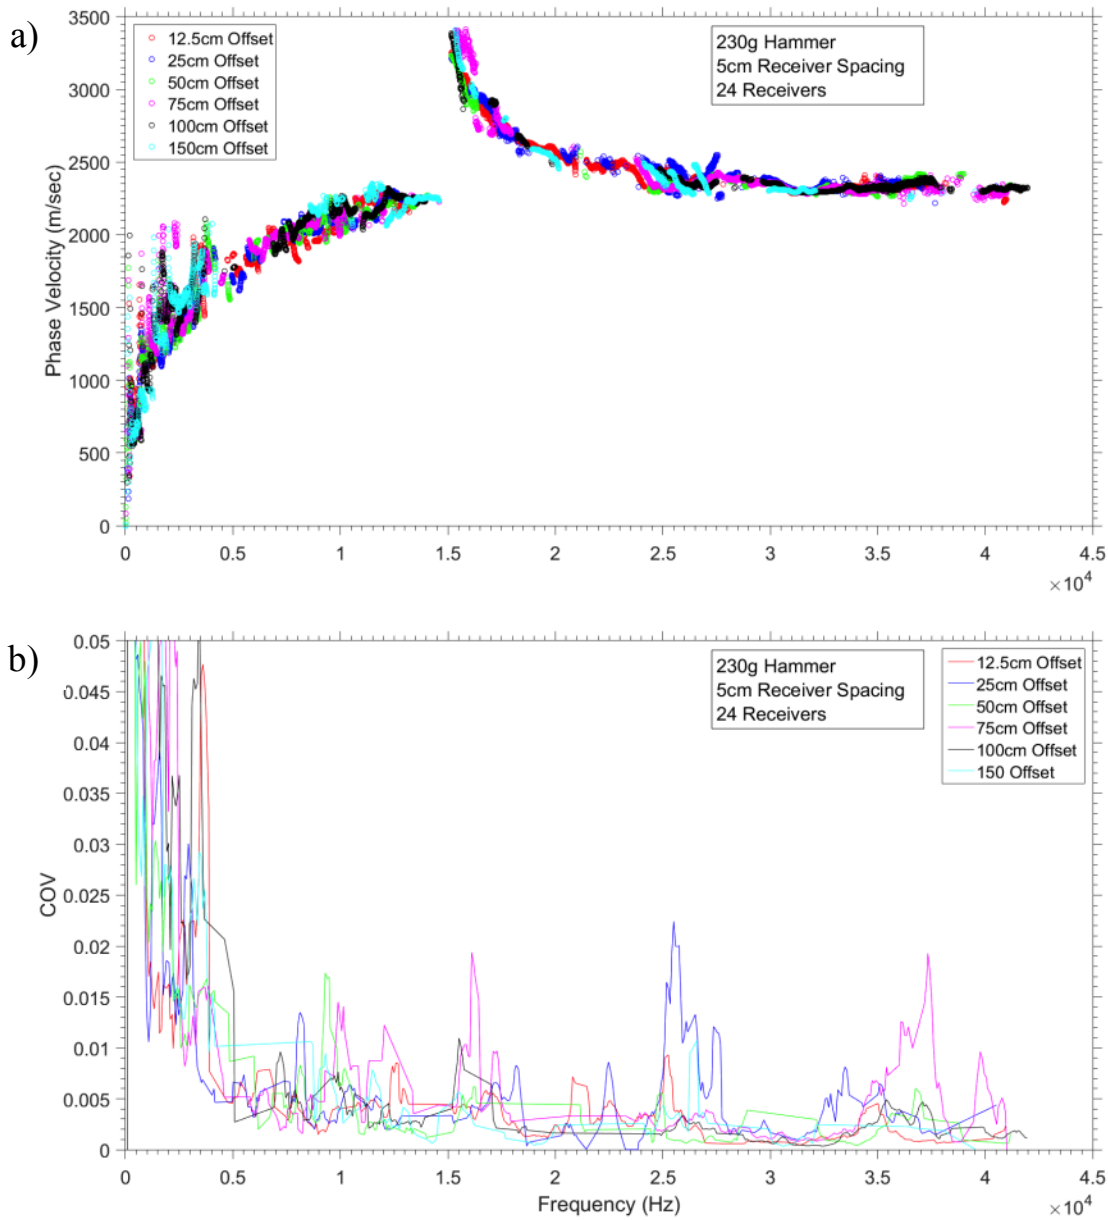 a)
3500
3000
2500
2000
1500
1000
500
0
Phase Velocity (m/sec)
12.5cm Offset
25cm Offset
50cm Offset
75cm Offset
100cm Offset
150cm Offset
230g Hammer
5cm Receiver Spacing
24 Receivers
0 0.5 1 1.5 2 2.5 3 3.5 4 4.5
×10⁴
b)
0.05
0.045
0.04
0.035
0.03
0.025
0.02
0.015
0.01
0.005
0
COV
230g Hammer
5cm Receiver Spacing
24 Receivers
12.5cm Offset
25cm Offset
50cm Offset
75cm Offset
100cm Offset
150 Offset
0 0.5 1 1.5 2 2.5 3 3.5 4 4.5
Frequency (Hz)
×10⁴